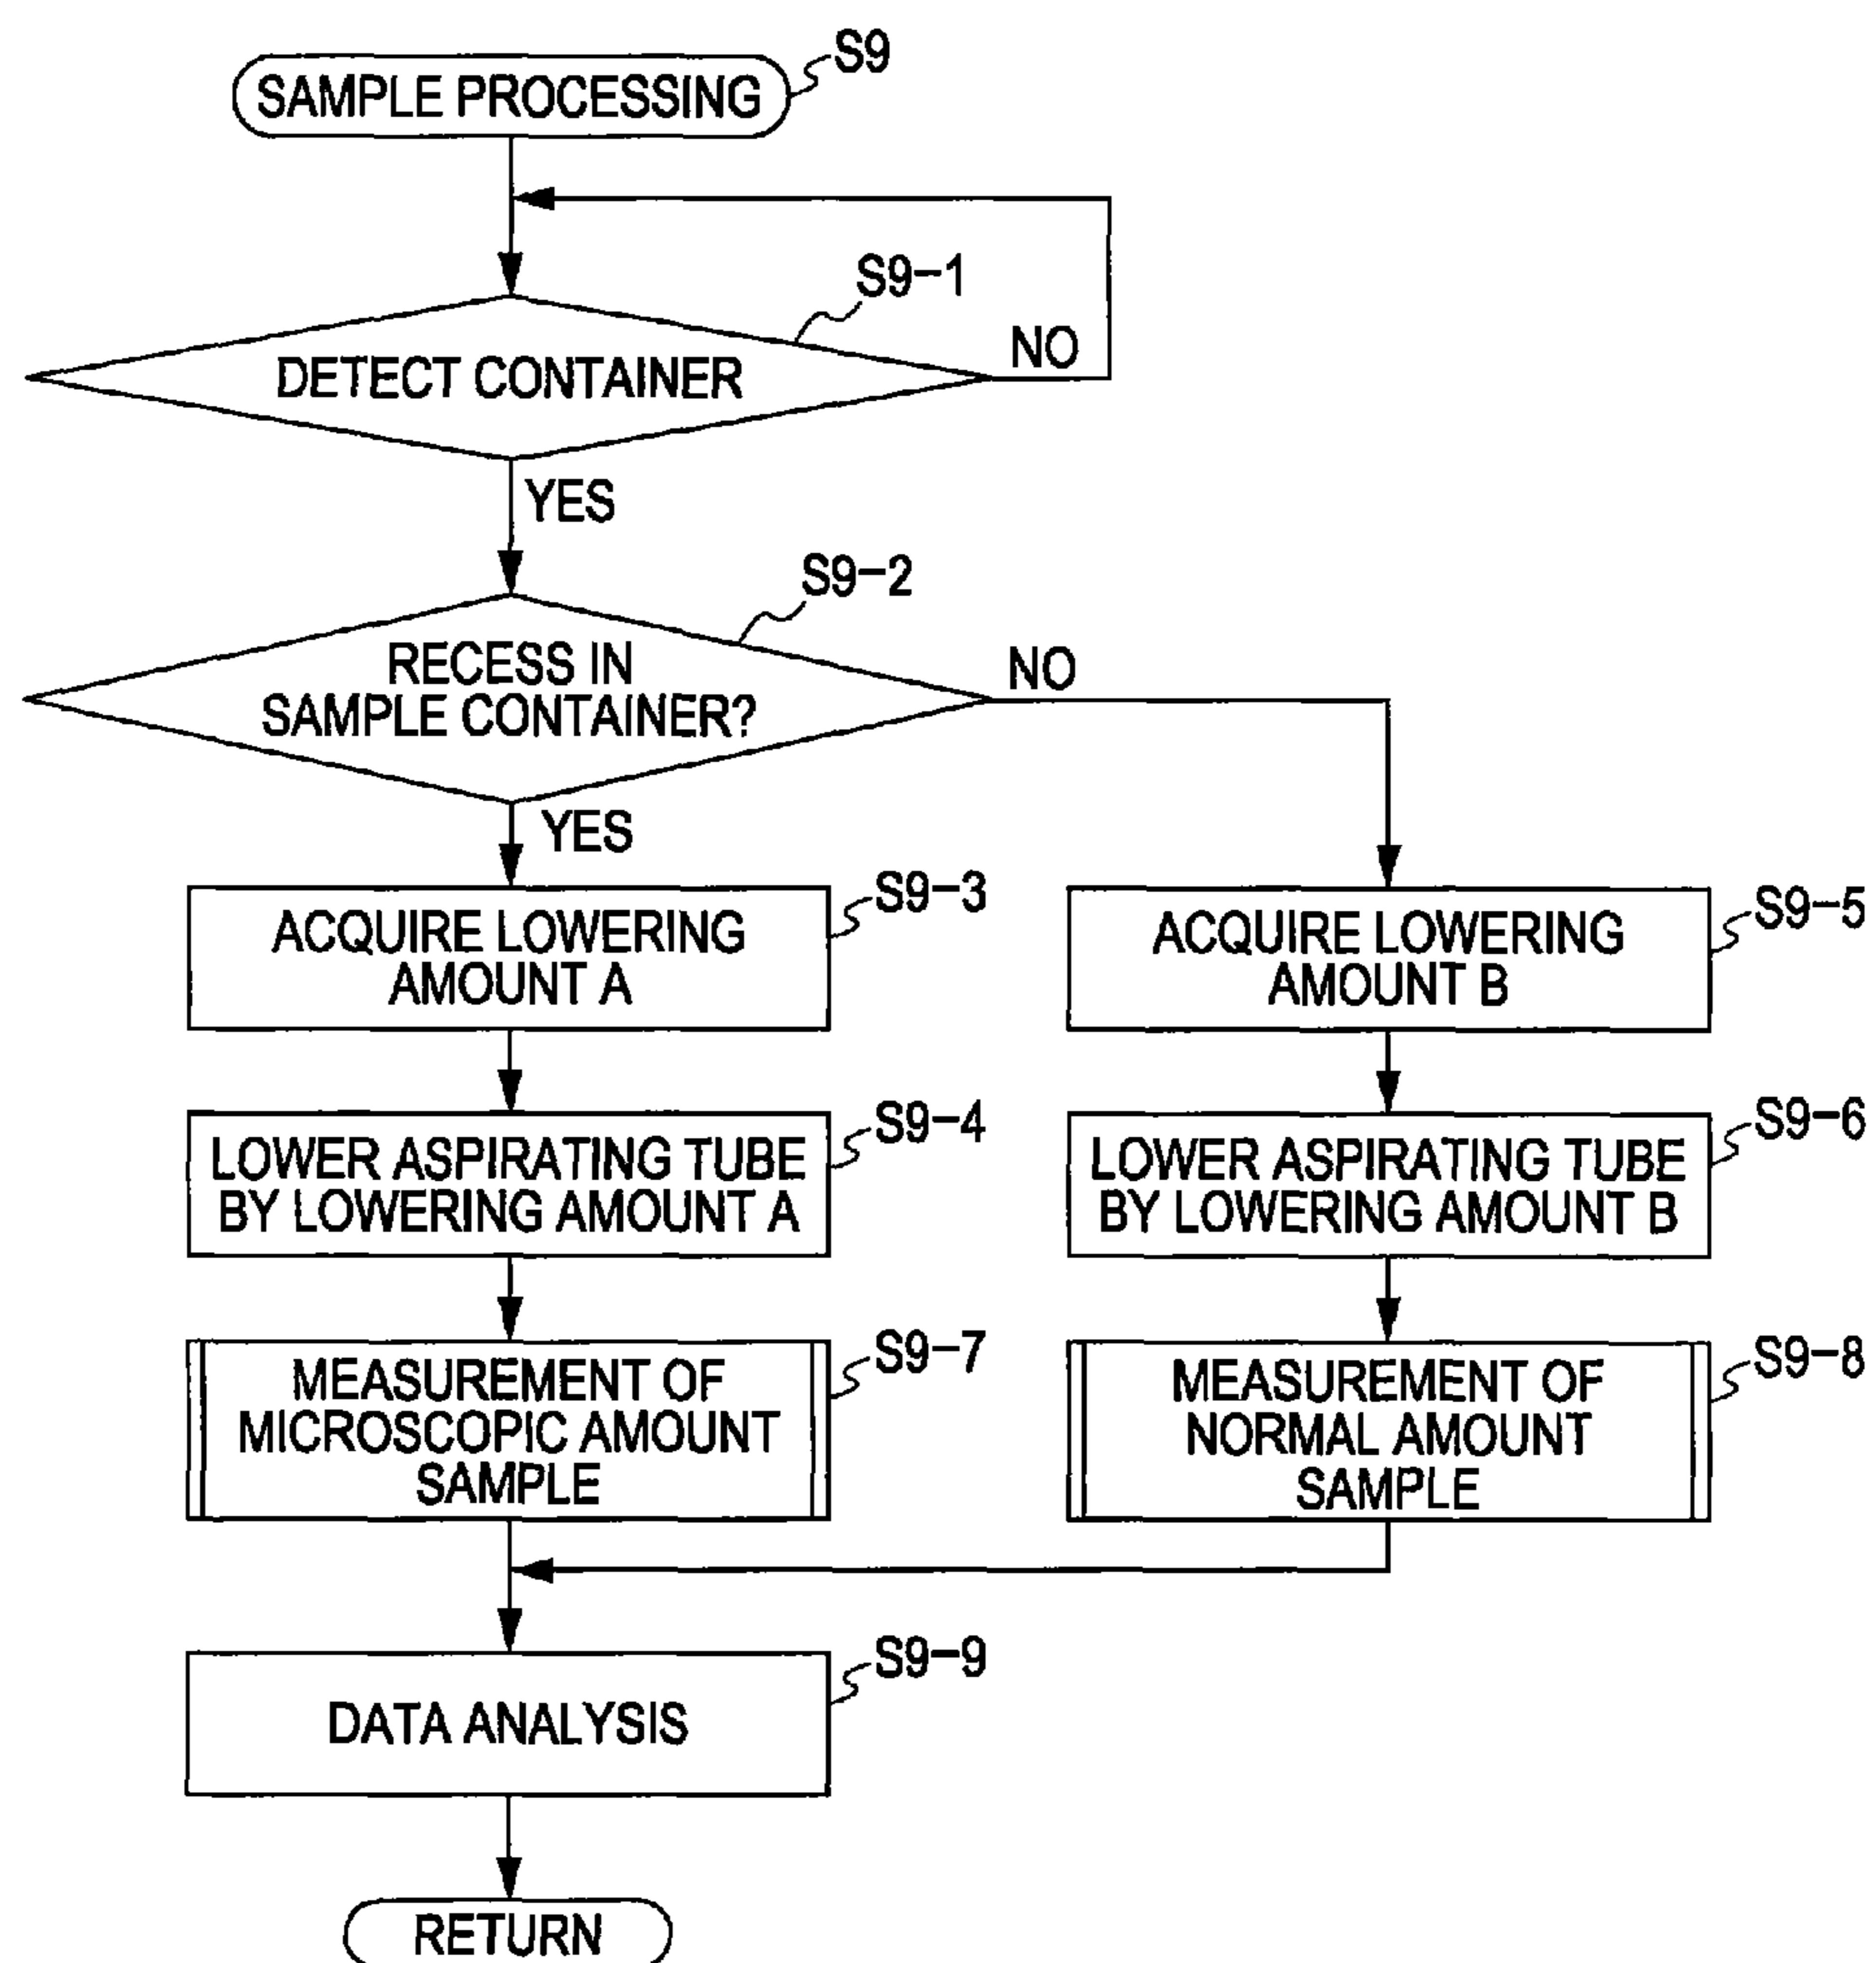 S9
SAMPLE PROCESSING
S9-1
DETECT CONTAINER
NO
YES
S9-2
RECESS IN
SAMPLE CONTAINER?
NO
YES
S9-3
ACQUIRE LOWERING
AMOUNT A
S9-5
ACQUIRE LOWERING
AMOUNT B
S9-4
LOWER ASPIRATING TUBE
BY LOWERING AMOUNT A
S9-6
LOWER ASPIRATING TUBE
BY LOWERING AMOUNT B
S9-7
MEASUREMENT OF
MICROSCOPIC AMOUNT
SAMPLE
S9-8
MEASUREMENT OF
NORMAL AMOUNT
SAMPLE
S9-9
DATA ANALYSIS
RETURN